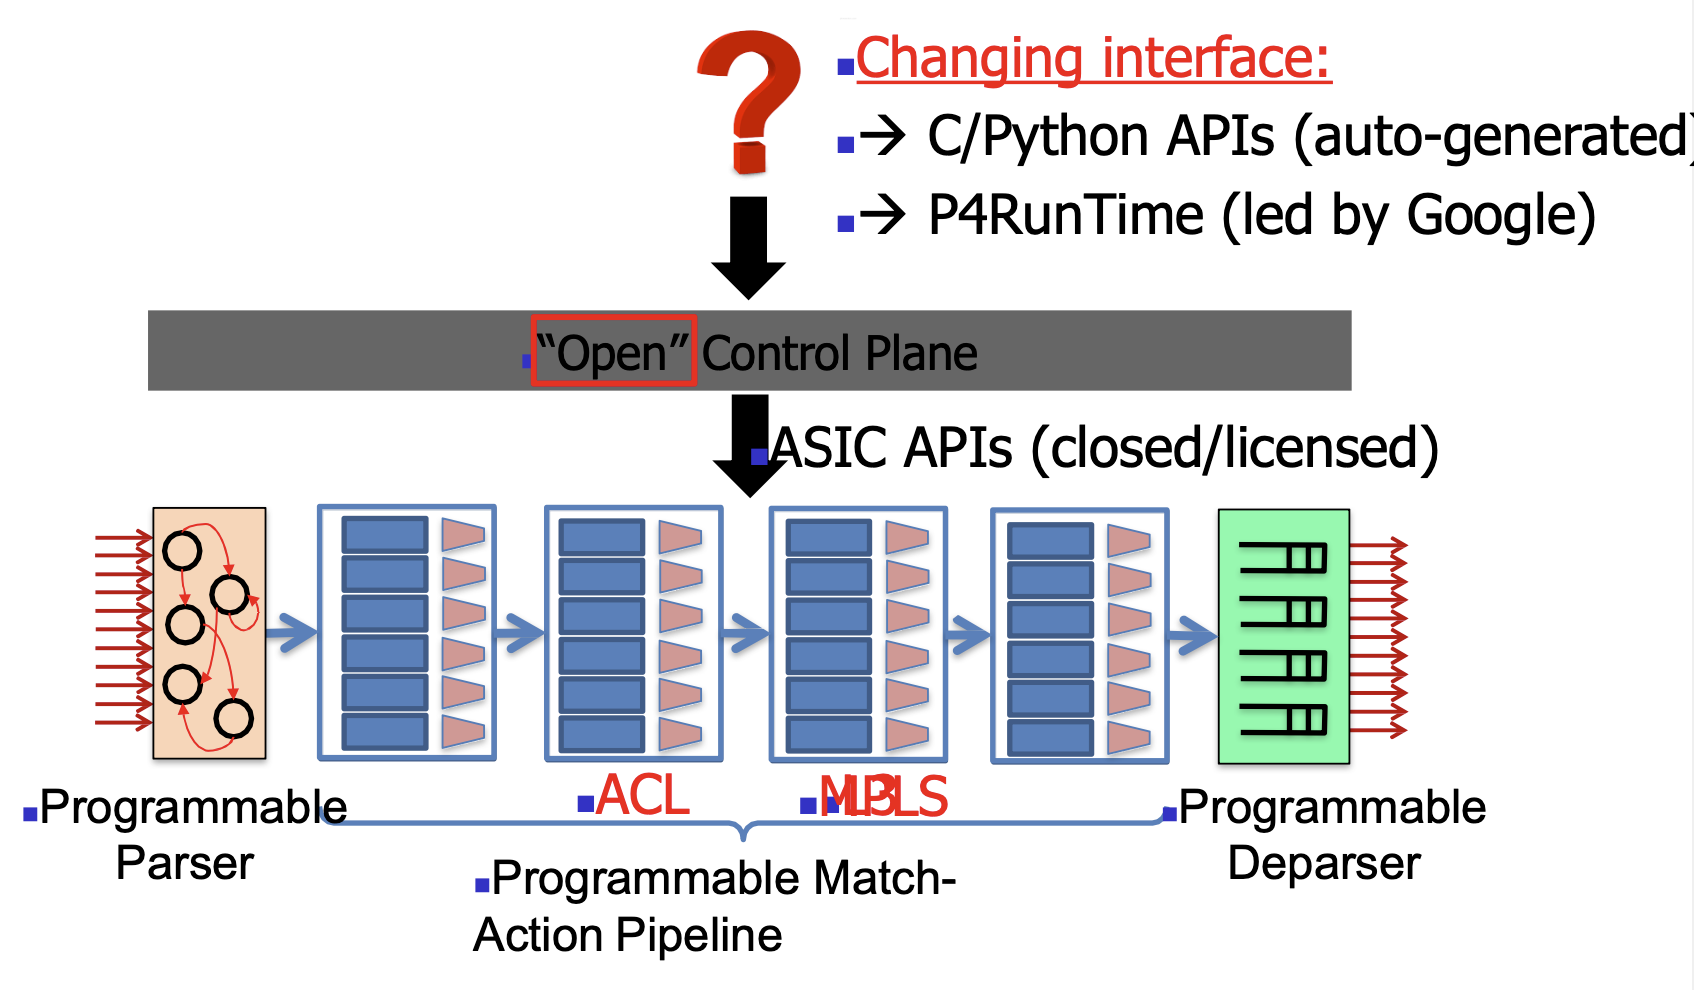 Changing interface:
→ C/Python APIs (auto-generated)
→ P4RunTime (led by Google)
“Open” Control Plane
ASIC APIs (closed/licensed)
ACL
MPLS
L3
Programmable
Parser
Programmable Match-
Action Pipeline
Programmable
Deparser